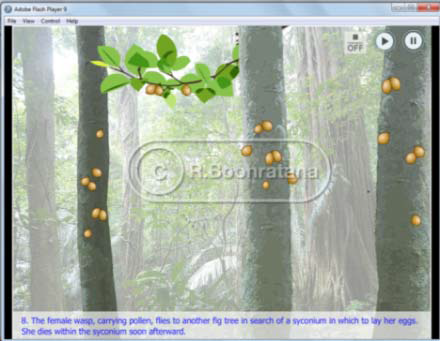 Adobe Flash Player 9
File View Control Help
OFF
C R.Boonratana
8. The female wasp, carrying pollen, flies to another fig tree in search of a syconium in which to lay her eggs.
She dies within the syconium soon afterward.